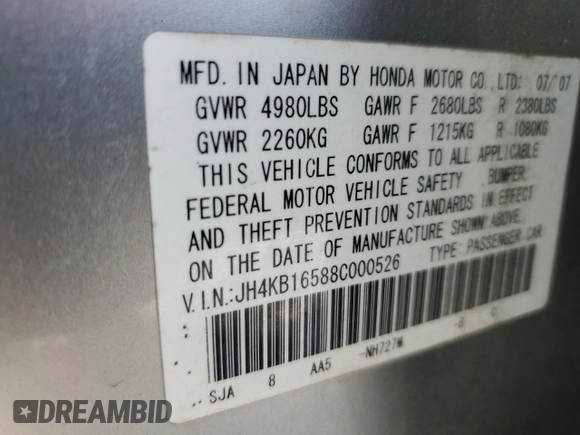 MFD. IN JAPAN BY HONDA MOTOR CO.,LTD. 07/'07
GVWR 4980LBS GAWR F 2680LBS R 2380LBS
GVWR 2260KG GAWR F 1215KG R 1080KG
THIS VEHICLE CONFORMS TO ALL APPLICABLE
FEDERAL MOTOR VEHICLE SAFETY, BUMPER,
AND THEFT PREVENTION STANDARDS IN EFFECT
ON THE DATE OF MANUFACTURE SHOWN ABOVE.
V.I.N.:JH4KB16588C000526 TYPE: PASSENGER CAR
SJA 8 AA5 -NH727M
DREAMBID